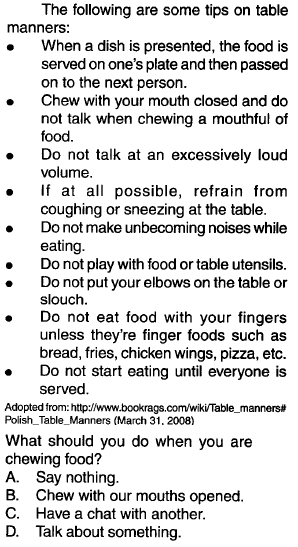 The following are some tips on table
manners:
● When a dish is presented, the food is
served on one's plate and then passed
on to the next person.
● Chew with your mouth closed and do
not talk when chewing a mouthful of
food.
● Do not talk at an excessively loud
volume.
● If at all possible, refrain from
coughing or sneezing at the table.
● Do not make unbecoming noises while
eating.
● Do not play with food or table utensils.
● Do not put your elbows on the table or
slouch.
● Do not eat food with your fingers
unless they're finger foods such as
bread, fries, chicken wings, pizza, etc.
● Do not start eating until everyone is
served.
Adopted from: http://www.bookrags.com/wiki/Table_manners#
Polish_Table_Manners (March 31, 2008)
What should you do when you are
chewing food?
A. Say nothing.
B. Chew with our mouths opened.
C. Have a chat with another.
D. Talk about something.